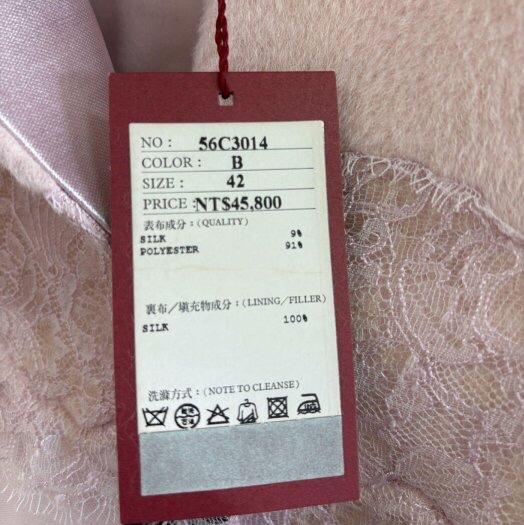 NO： 56C3014
COLOR： B
SIZE： 42
PRICE：NT$45,800
表布成分：(QUALITY)
SILK 9%
POLYESTER 91%
裏布／填充物成分：(LINING/FILLER)
SILK 100%
洗滌方式：(NOTE TO CLEANSE)